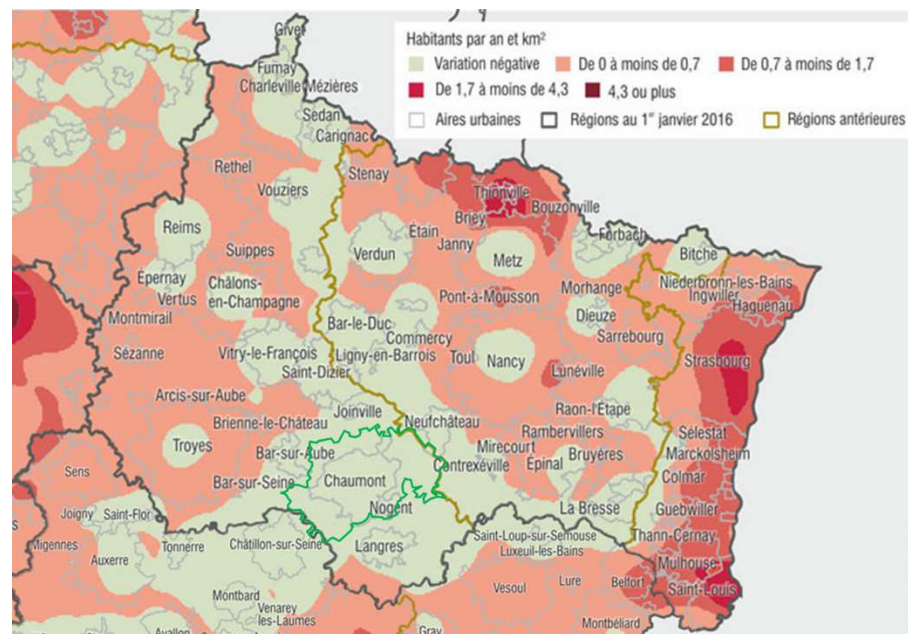 Givet
Habitants par an et km²
Variation négative De 0 à moins de 0,7 De 0,7 à moins de 1,7
De 1,7 à moins de 4,3 4,3 ou plus
Aires urbaines Régions au 1er janvier 2016 Régions antérieures
Fumay
Charleville-Mézières
Sedan
Carignac
Rethel
Stenay
Vouziers
Thionville
Bouzonville
Briey
Reims
Étain
Janny
Forbach
Suippes
Verdun
Metz
Bitche
Épernay
Châlons-
en-Champagne
Niederbronn-les-Bains
Ingwiller
Haguenau
Vertus
Pont-à-Mousson
Morhange
Montmirail
Bar-le-Duc
Dieuze
Commercy
Sarrebourg
Sézanne
Vitry-le-François
Ligny-en-Barrois
Toul
Nancy
Strasbourg
Saint-Dizier
Lunéville
Arcis-sur-Aube
Joinville
Raon-l'Étape
Brienne-le-Château
Neufchâteau
Sélestat
Troyes
Bar-sur-Aube
Mirecourt
Rambervillers
Marckolsheim
Contrexéville
Épinal
Bruyères
Sens
Bar-sur-Seine
Chaumont
Colmar
Nogent
La Bresse
Guebwiller
Joigny
Saint-Flor
Migennes
Tonnerre
Châtillon-sur-Seine
Langres
Saint-Loup-sur-Semouse
Luxeuil-les-Bains
Thann-Cernay
Auxerre
Mulhouse
Vesoul
Lure
Belfort
Saint-Louis
Montbard
Venarey
les-Laumes
Montbéliard
Avallon
Gray